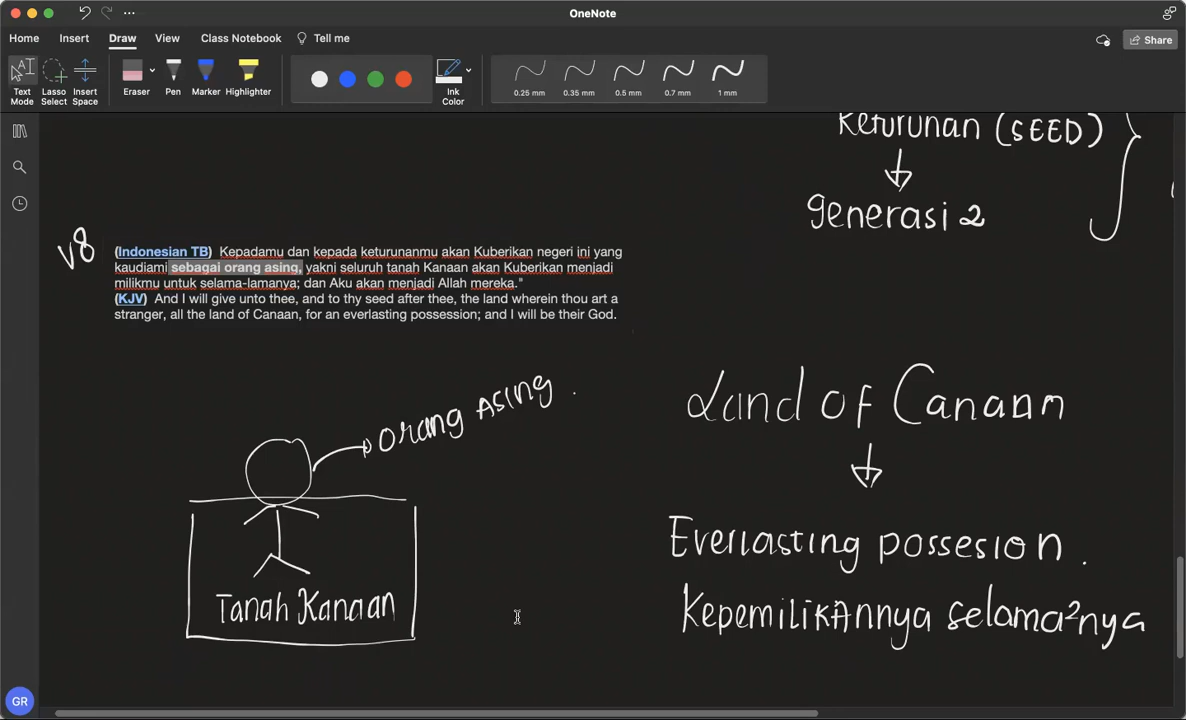 OneNote
Home Insert Draw View Class Notebook Tell me
Share
Text Mode
Lasso Select
Insert Space
Eraser
Pen
Marker
Highlighter
Ink Color
0.25 mm
0.35 mm
0.5 mm
0.7 mm
1 mm
Keturunan (SEED)
Generasi 2
v8
(Indonesian TB) Kepadamu dan kepada keturunanmu akan Kuberikan negeri ini yang
kaudiami sebagai orang asing, yakni seluruh tanah Kanaan akan Kuberikan menjadi
milikmu untuk selama-lamanya; dan Aku akan menjadi Allah mereka."
(KJV) And I will give unto thee, and to thy seed after thee, the land wherein thou art a
stranger, all the land of Canaan, for an everlasting possession; and I will be their God.
Orang Asing.
Tanah Kanaan
Land of Canaan
Everlasting possesion.
Kepemilikannya selama²nya
GR